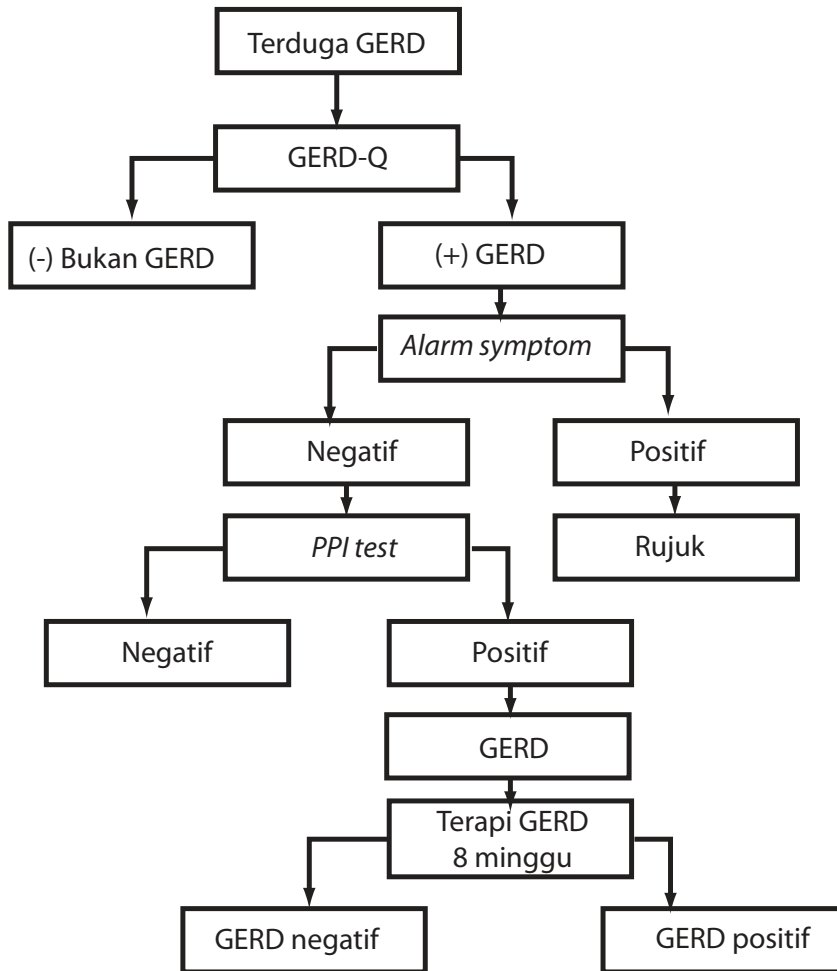 Terduga GERD
GERD-Q
(-) Bukan GERD
(+) GERD
Alarm symptom
Negatif
Positif
PPI test
Rujuk
Negatif
Positif
GERD
Terapi GERD
8 minggu
GERD negatif
GERD positif